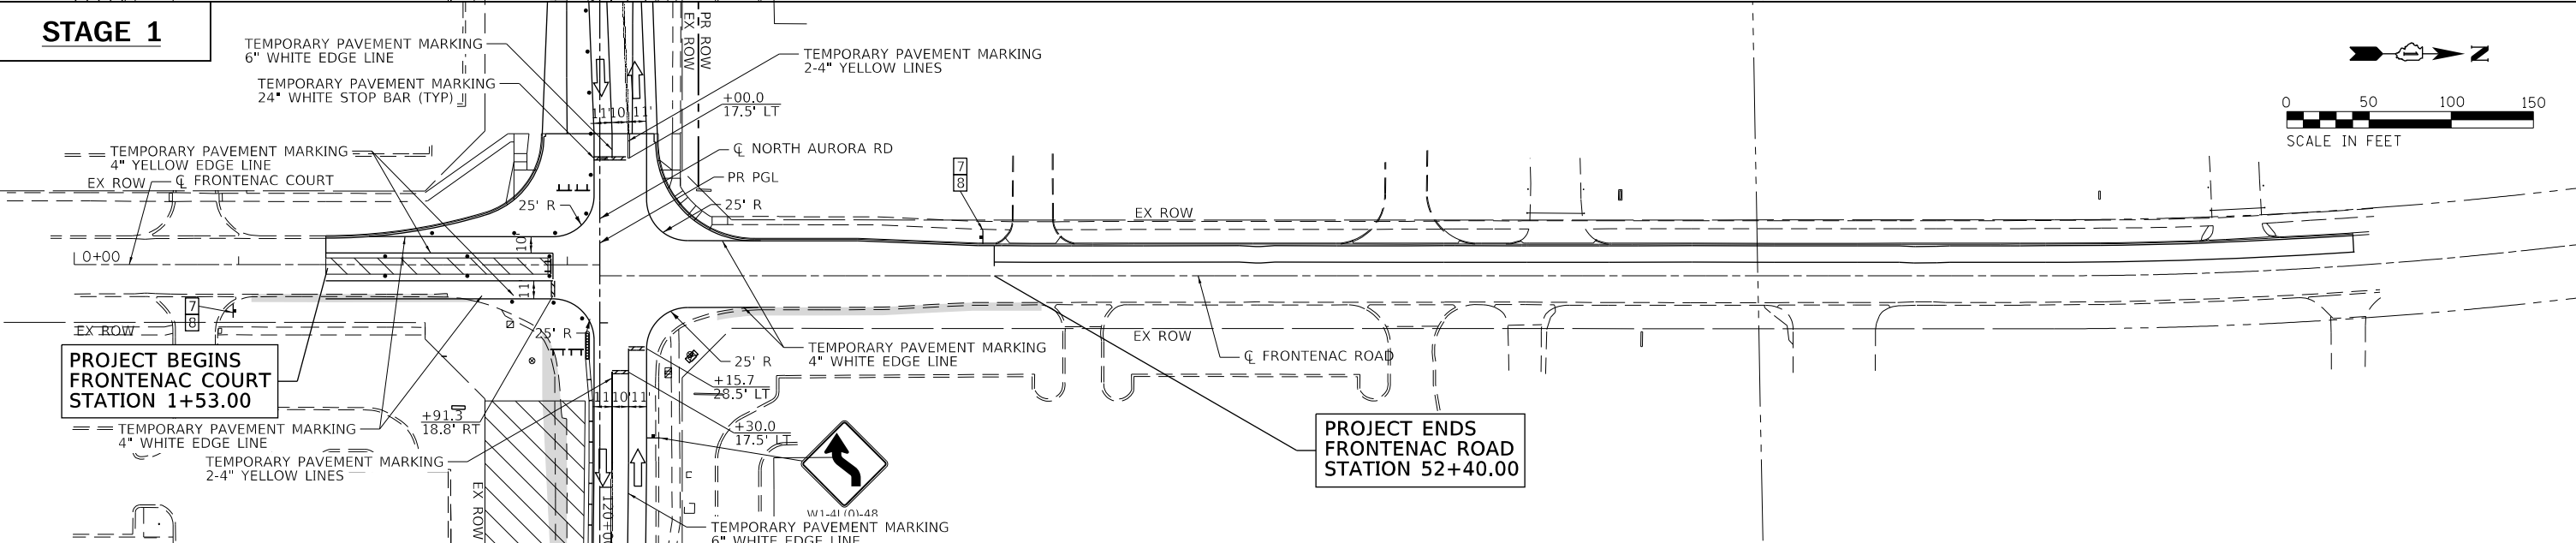 STAGE 1
TEMPORARY PAVEMENT MARKING
6" WHITE EDGE LINE
TEMPORARY PAVEMENT MARKING
24" WHITE STOP BAR (TYP)
EX ROW
PR ROW
TEMPORARY PAVEMENT MARKING
2-4" YELLOW LINES
+00.0
17.5' LT
11'
10'
11'
N
0 50 100 150
SCALE IN FEET
TEMPORARY PAVEMENT MARKING
4" YELLOW EDGE LINE
EX ROW
℄ FRONTENAC COURT
℄ NORTH AURORA RD
PR PGL
25' R
25' R
7
8
EX ROW
0+00
10'
11'
7
8
EX ROW
25' R
PROJECT BEGINS
FRONTENAC COURT
STATION 1+53.00
EX ROW
TEMPORARY PAVEMENT MARKING
4" WHITE EDGE LINE
℄ FRONTENAC ROAD
25' R
+15.7
28.5' LT
11'
10'
11'
+91.3
18.8' RT
+30.0
17.5' LT
TEMPORARY PAVEMENT MARKING
4" WHITE EDGE LINE
TEMPORARY PAVEMENT MARKING
2-4" YELLOW LINES
PROJECT ENDS
FRONTENAC ROAD
STATION 52+40.00
EX ROW
W1-4L(O)-48
TEMPORARY PAVEMENT MARKING
6" WHITE EDGE LINE